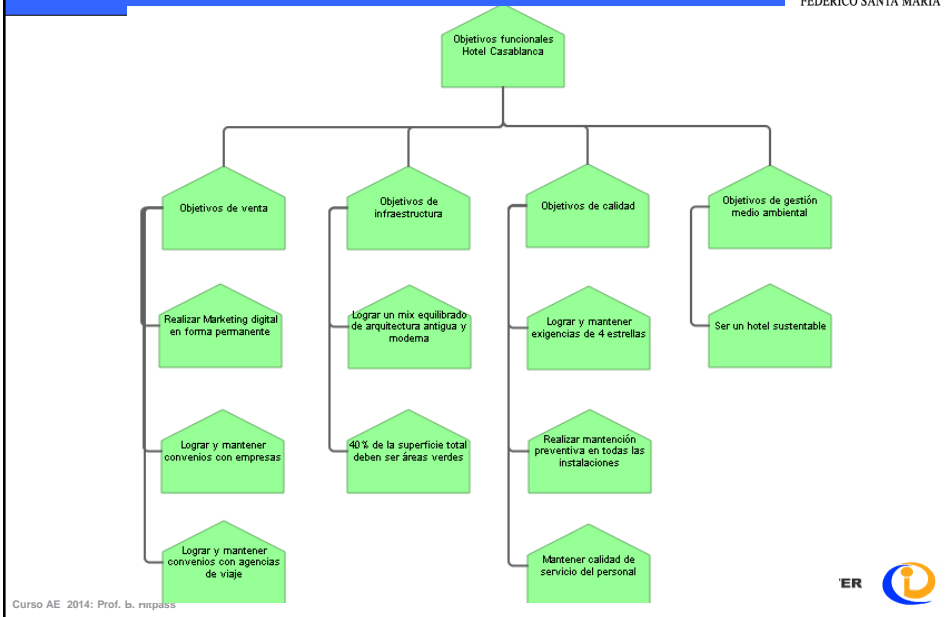 FEDERICO SANTA MARIA
Objetivos funcionales
Hotel Casablanca
Objetivos de venta
Objetivos de
infraestructura
Objetivos de calidad
Objetivos de gestión
medio ambiental
Realizar Marketing digital
en forma permanente
Lograr un mix equilibrado
de arquitectura antigua y
moderna
Lograr y mantener
exigencias de 4 estrellas
Ser un hotel sustentable
Lograr y mantener
convenios con empresas
40% de la superficie total
deben ser áreas verdes
Realizar mantención
preventiva en todas las
instalaciones
Lograr y mantener
convenios con agencias
de viaje
Mantener calidad de
servicio del personal
Curso AE 2014: Prof. B. Hitpass
ER